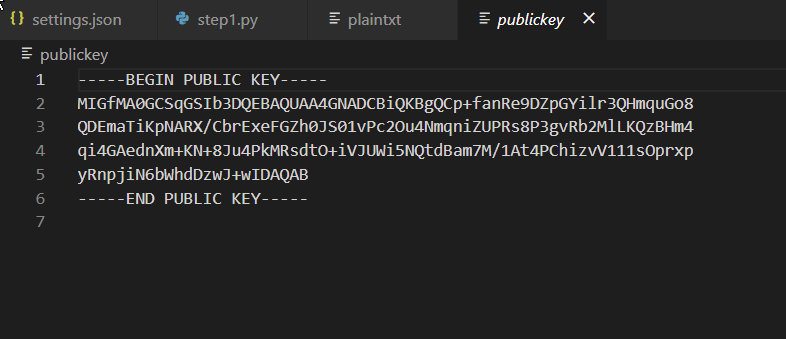 settings.json step1.py plaintxt publickey
publickey
1 -----BEGIN PUBLIC KEY-----
2 MIGfMA0GCSqGSIb3DQEBAQUAA4GNADCBiQKBgQCp+fanRe9DZpGYilr3QHmquGo8
3 QDEmaTiKpNARX/CbrExeFGZh0JS01vPc2Ou4NmqniZUPRs8P3gvRb2MlLKQzBHm4
4 qi4GAednXm+KN+8Ju4PkMRsdtO+iVJUWi5NQtdBam7M/1At4PChizvV111sOprxp
5 yRnpjiN6bWhdDzwJ+wIDAQAB
6 -----END PUBLIC KEY-----
7